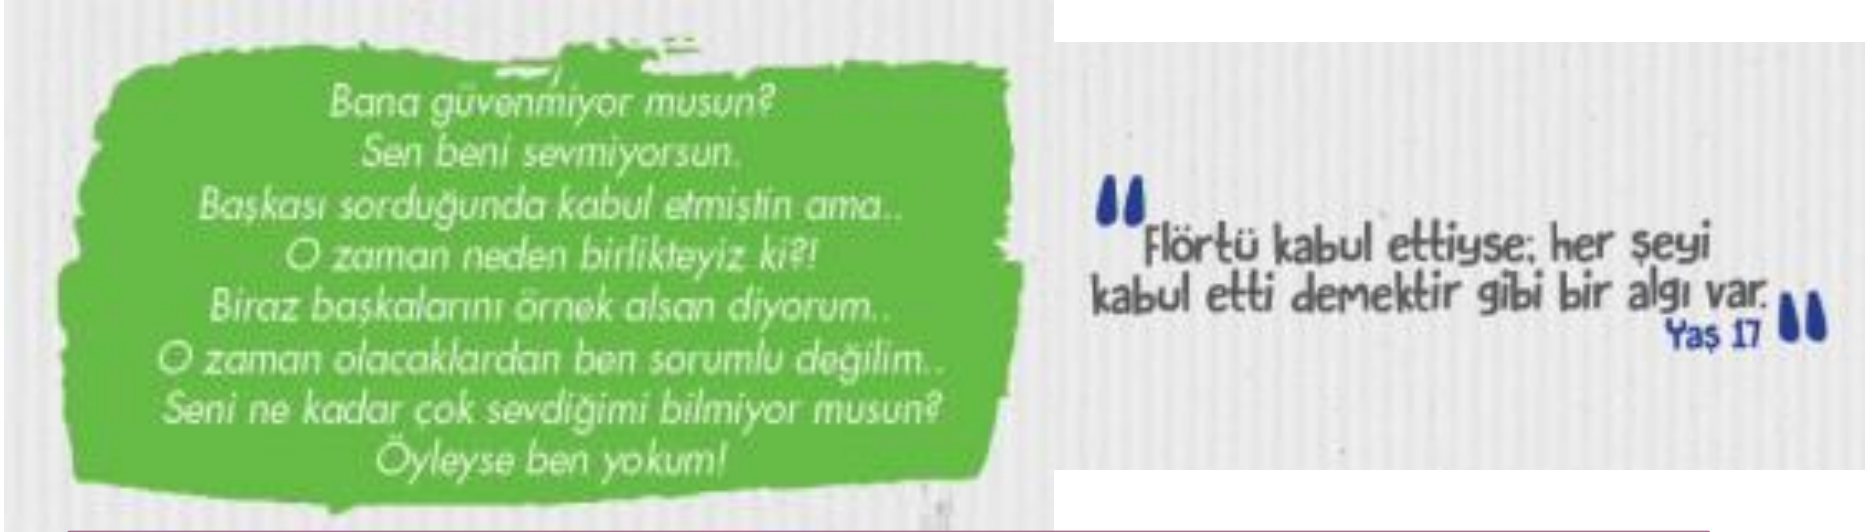 Bana güvenmiyor musun?
Sen beni sevmiyorsun.
Başkası sorduğunda kabul etmiştin ama..
O zaman neden birlikteyiz ki?!
Biraz başkalarını örnek alsan diyorum..
O zaman olacaklardan ben sorumlu değilim..
Seni ne kadar çok sevdiğimi bilmiyor musun?
Öyleyse ben yokum!
"Flörtü kabul ettiyse; her şeyi
kabul etti demektir gibi bir algı var."
Yaş 17